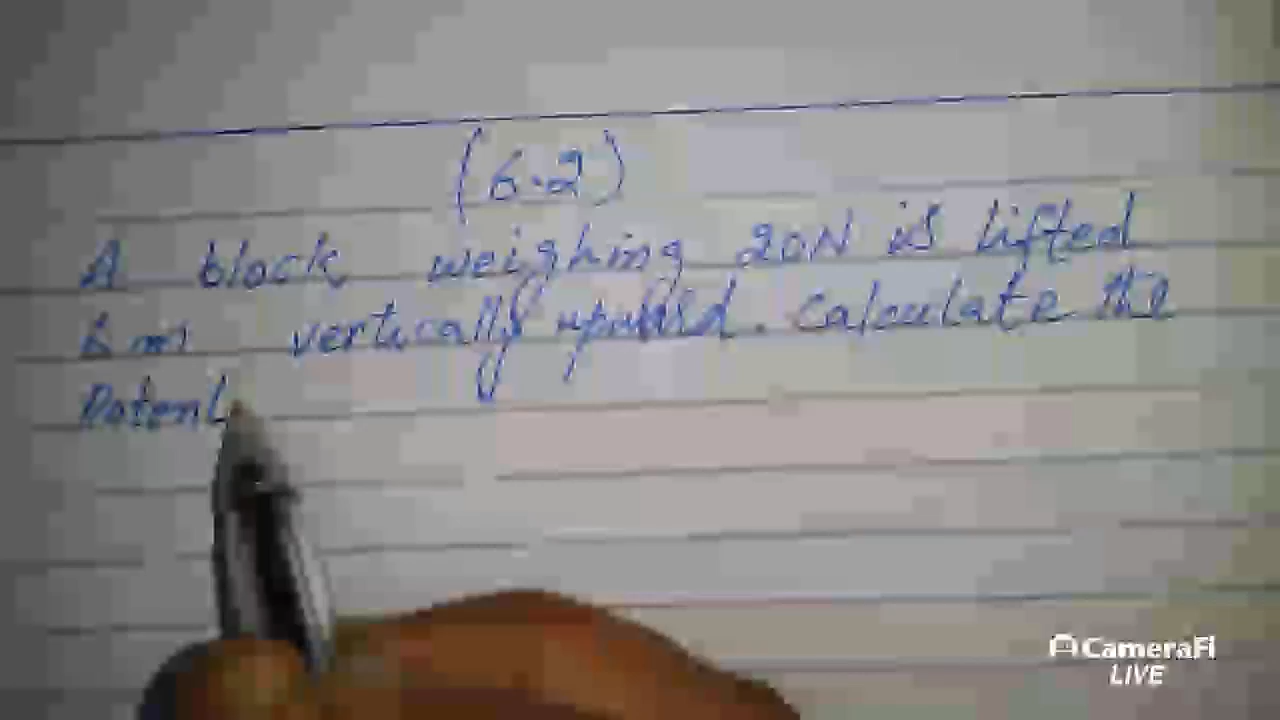 (6.2)
A block weighing 20N is lifted
6 m vertically upward. Calculate the
Potent
CameraFi
LIVE